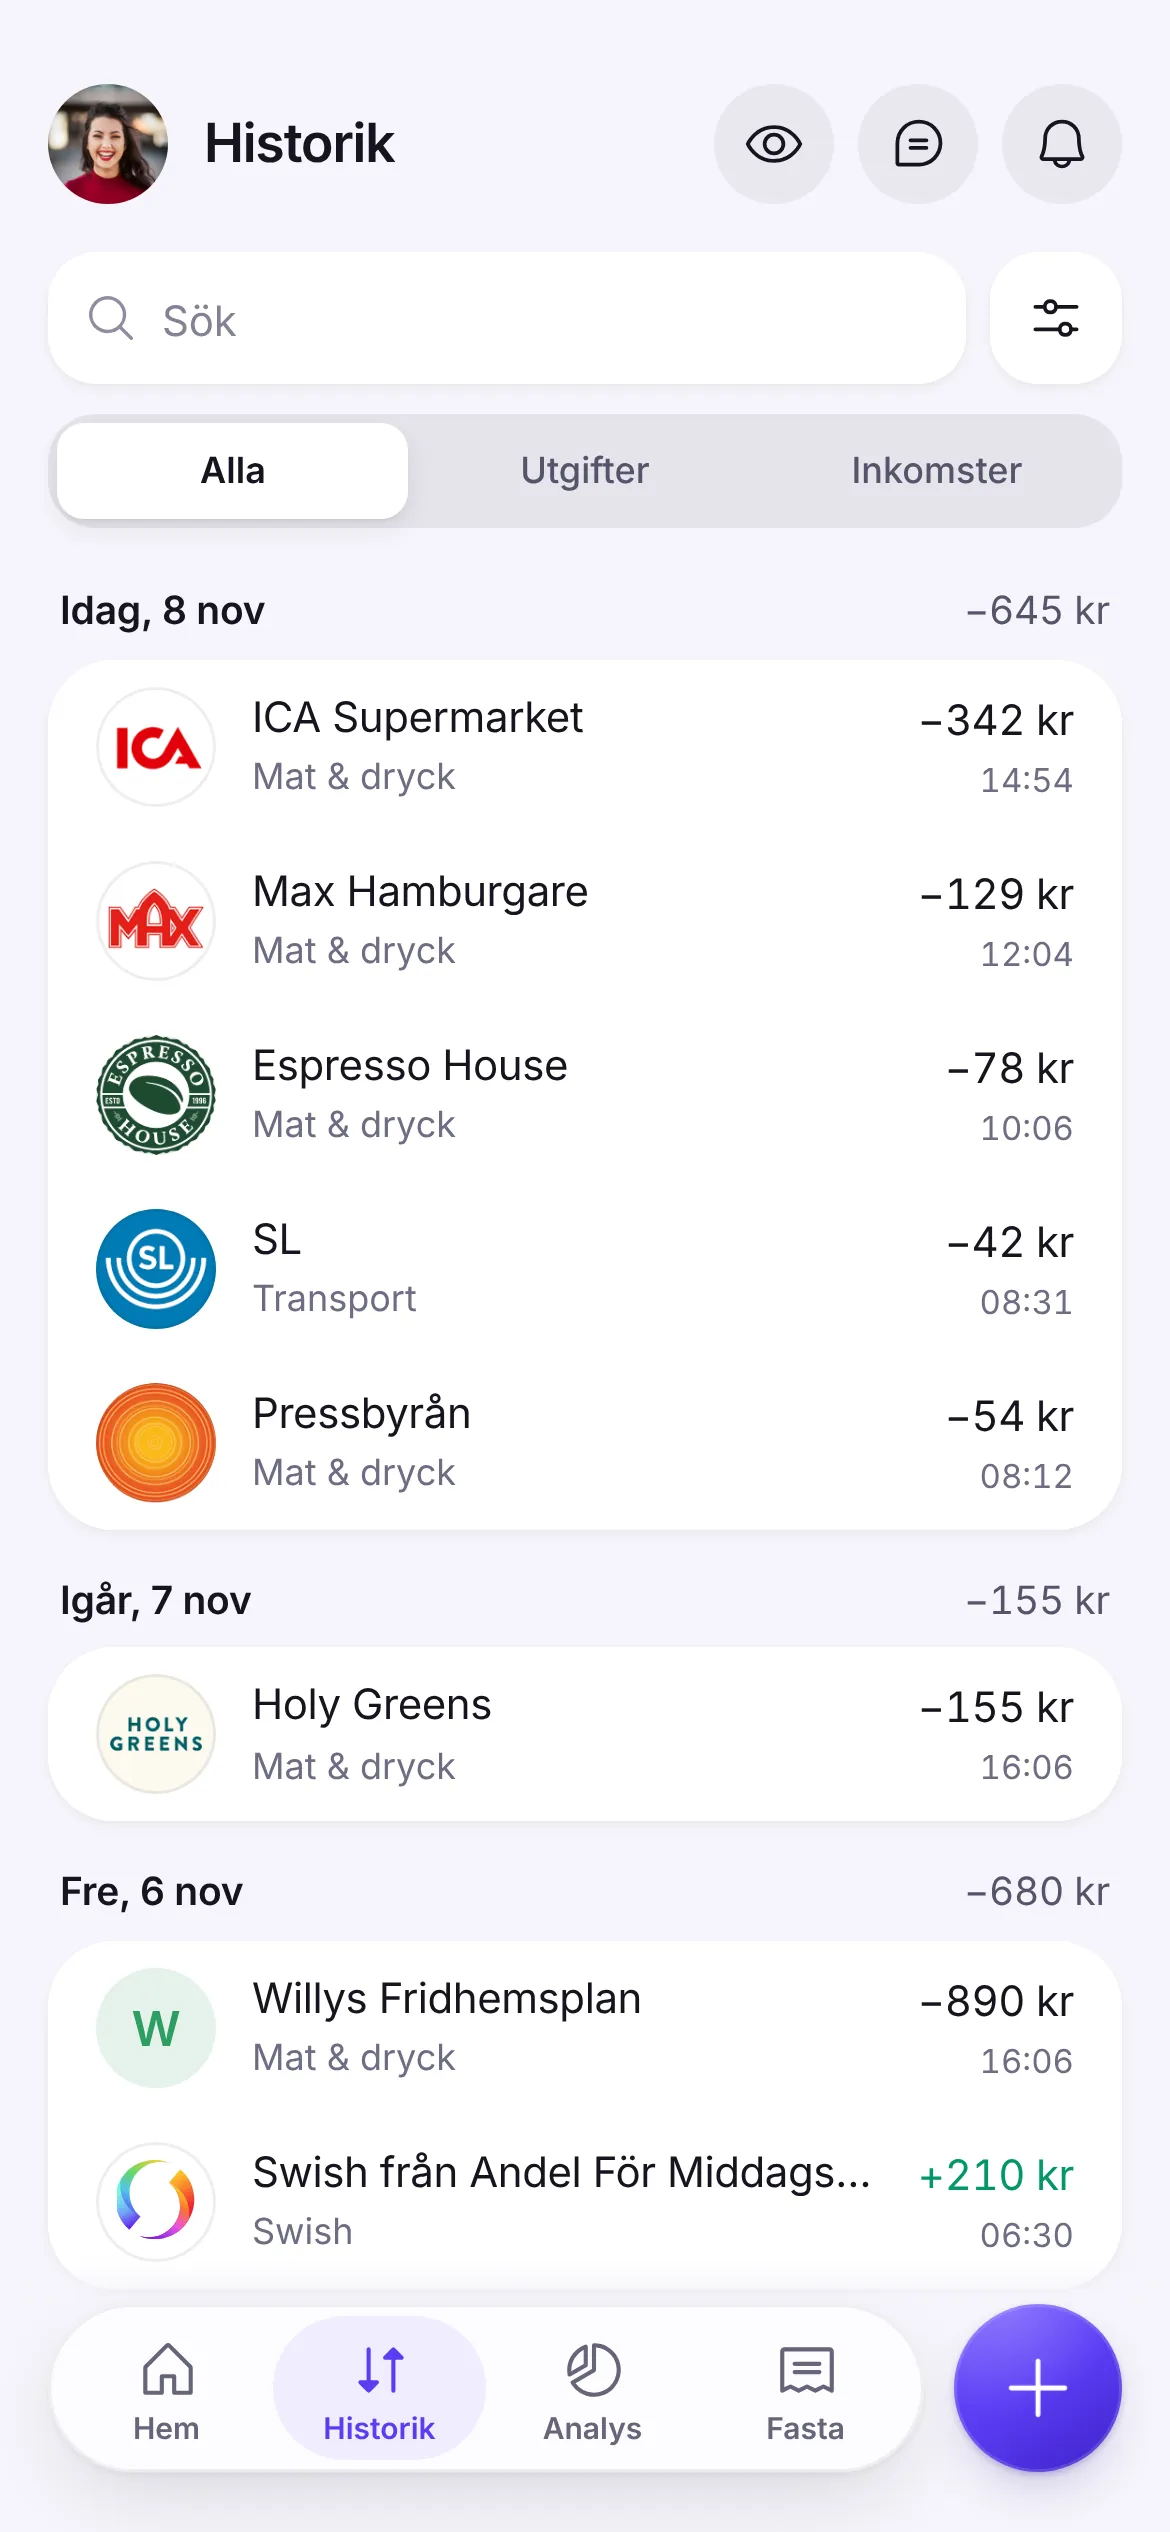 Historik
Sök
Alla Utgifter Inkomster
Idag, 8 nov −645 kr
ICA
ICA Supermarket −342 kr
Mat & dryck 14:54
MAX
Max Hamburgare −129 kr
Mat & dryck 12:04
ESPRESSO
ESTD 1996
HOUSE
Espresso House −78 kr
Mat & dryck 10:06
SL
SL −42 kr
Transport 08:31
Pressbyrån −54 kr
Mat & dryck 08:12
Igår, 7 nov −155 kr
HOLY
GREENS
Holy Greens −155 kr
Mat & dryck 16:06
Fre, 6 nov −680 kr
W
Willys Fridhemsplan −890 kr
Mat & dryck 16:06
Swish från Andel För Middags... +210 kr
Swish 06:30
Hem Historik Analys Fasta